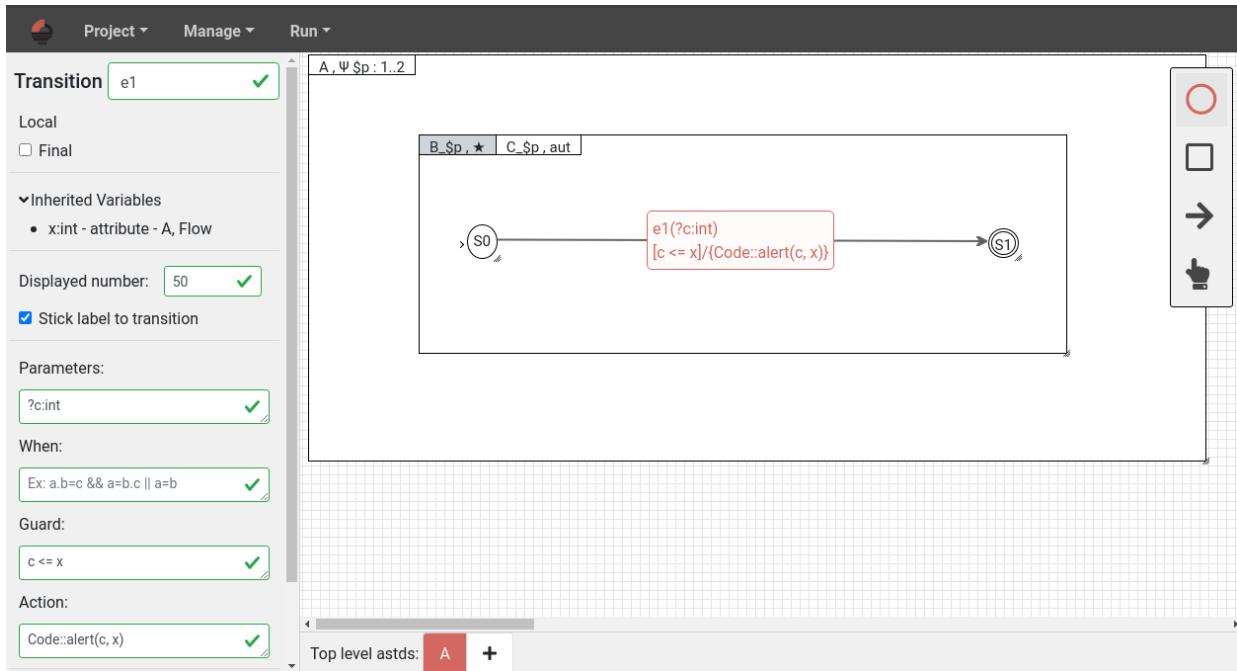 Project Manage Run
Transition e1
Local
Final
Inherited Variables
x:int - attribute - A, Flow
Displayed number: 50
Stick label to transition
Parameters:
?c:int
When:
Ex: a.b=c && a=b.c || a=b
Guard:
c <= x
Action:
Code::alert(c, x)
A , Ψ $p : 1..2
B_$p , ★ C_$p , aut
S0
e1(?c:int)
[c <= x]/{Code::alert(c, x)}
S1
Top level astds: A +